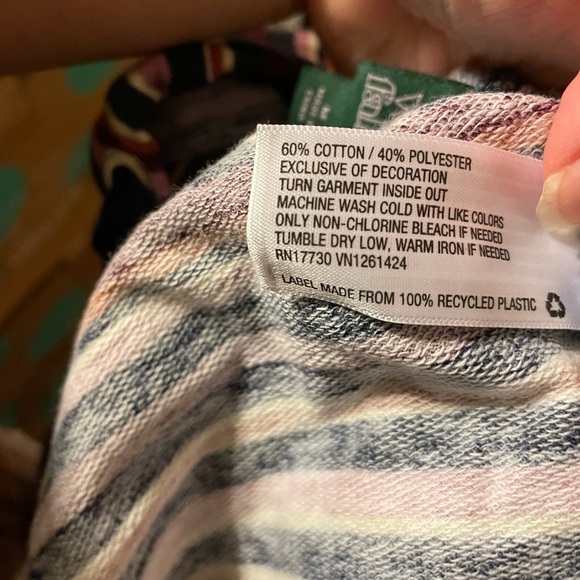 60% COTTON / 40% POLYESTER
EXCLUSIVE OF DECORATION
TURN GARMENT INSIDE OUT
MACHINE WASH COLD WITH LIKE COLORS
ONLY NON-CHLORINE BLEACH IF NEEDED
TUMBLE DRY LOW, WARM IRON IF NEEDED
RN17730 VN1261424
LABEL MADE FROM 100% RECYCLED PLASTIC